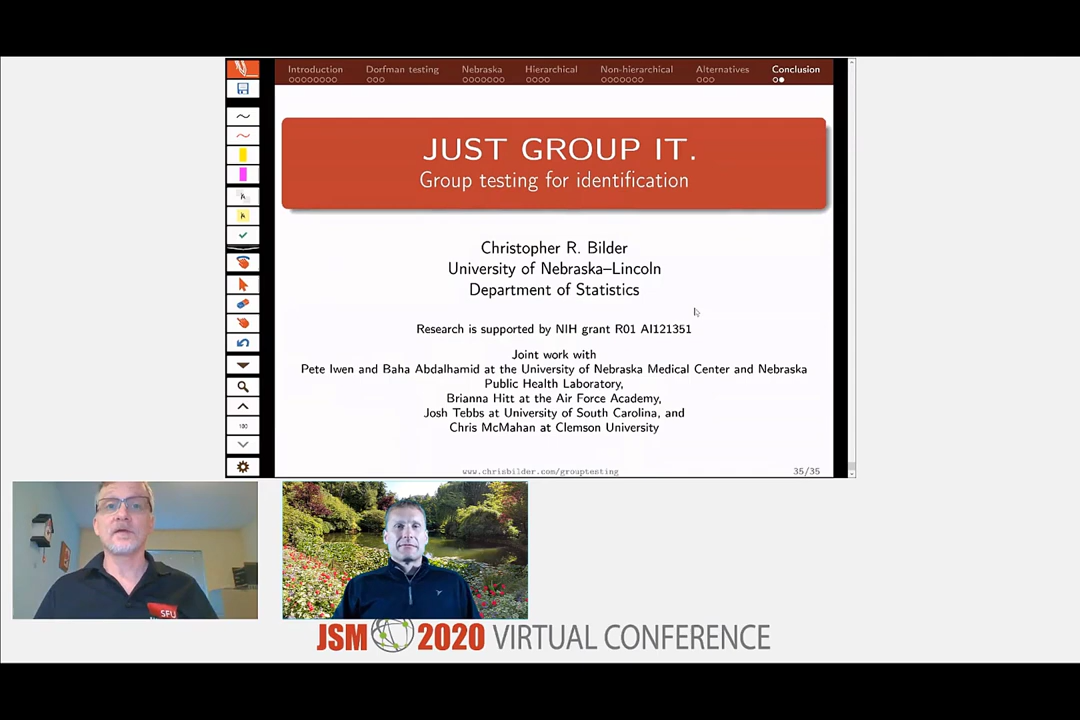 Introduction Dorfman testing Nebraska Hierarchical Non-hierarchical Alternatives Conclusion
JUST GROUP IT.
Group testing for identification
Christopher R. Bilder
University of Nebraska–Lincoln
Department of Statistics
Research is supported by NIH grant R01 AI121351
Joint work with
Pete Iwen and Baha Abdalhamid at the University of Nebraska Medical Center and Nebraska
Public Health Laboratory,
Brianna Hitt at the Air Force Academy,
Josh Tebbs at University of South Carolina, and
Chris McMahan at Clemson University
www.chrisbilder.com/grouptesting 35/35
SFU
JSM 2020 VIRTUAL CONFERENCE